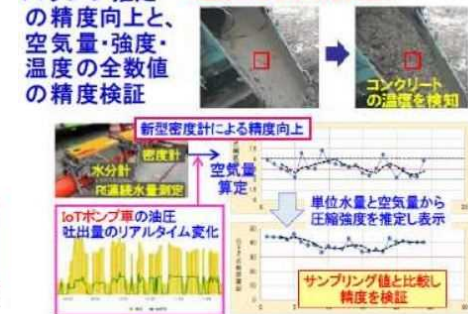 の精度向上と、
空気量・強度・
温度の全数値
の精度検証
コンクリート
の温度を検知
新型密度計による精度向上
密度計
水分計
RI連続水量測定
空気量
算定
IoTポンプ車の油圧
吐出量のリアルタイム変化
単位水量と空気量から
圧縮強度を推定し表示
サンプリング値と比較し
精度を検証